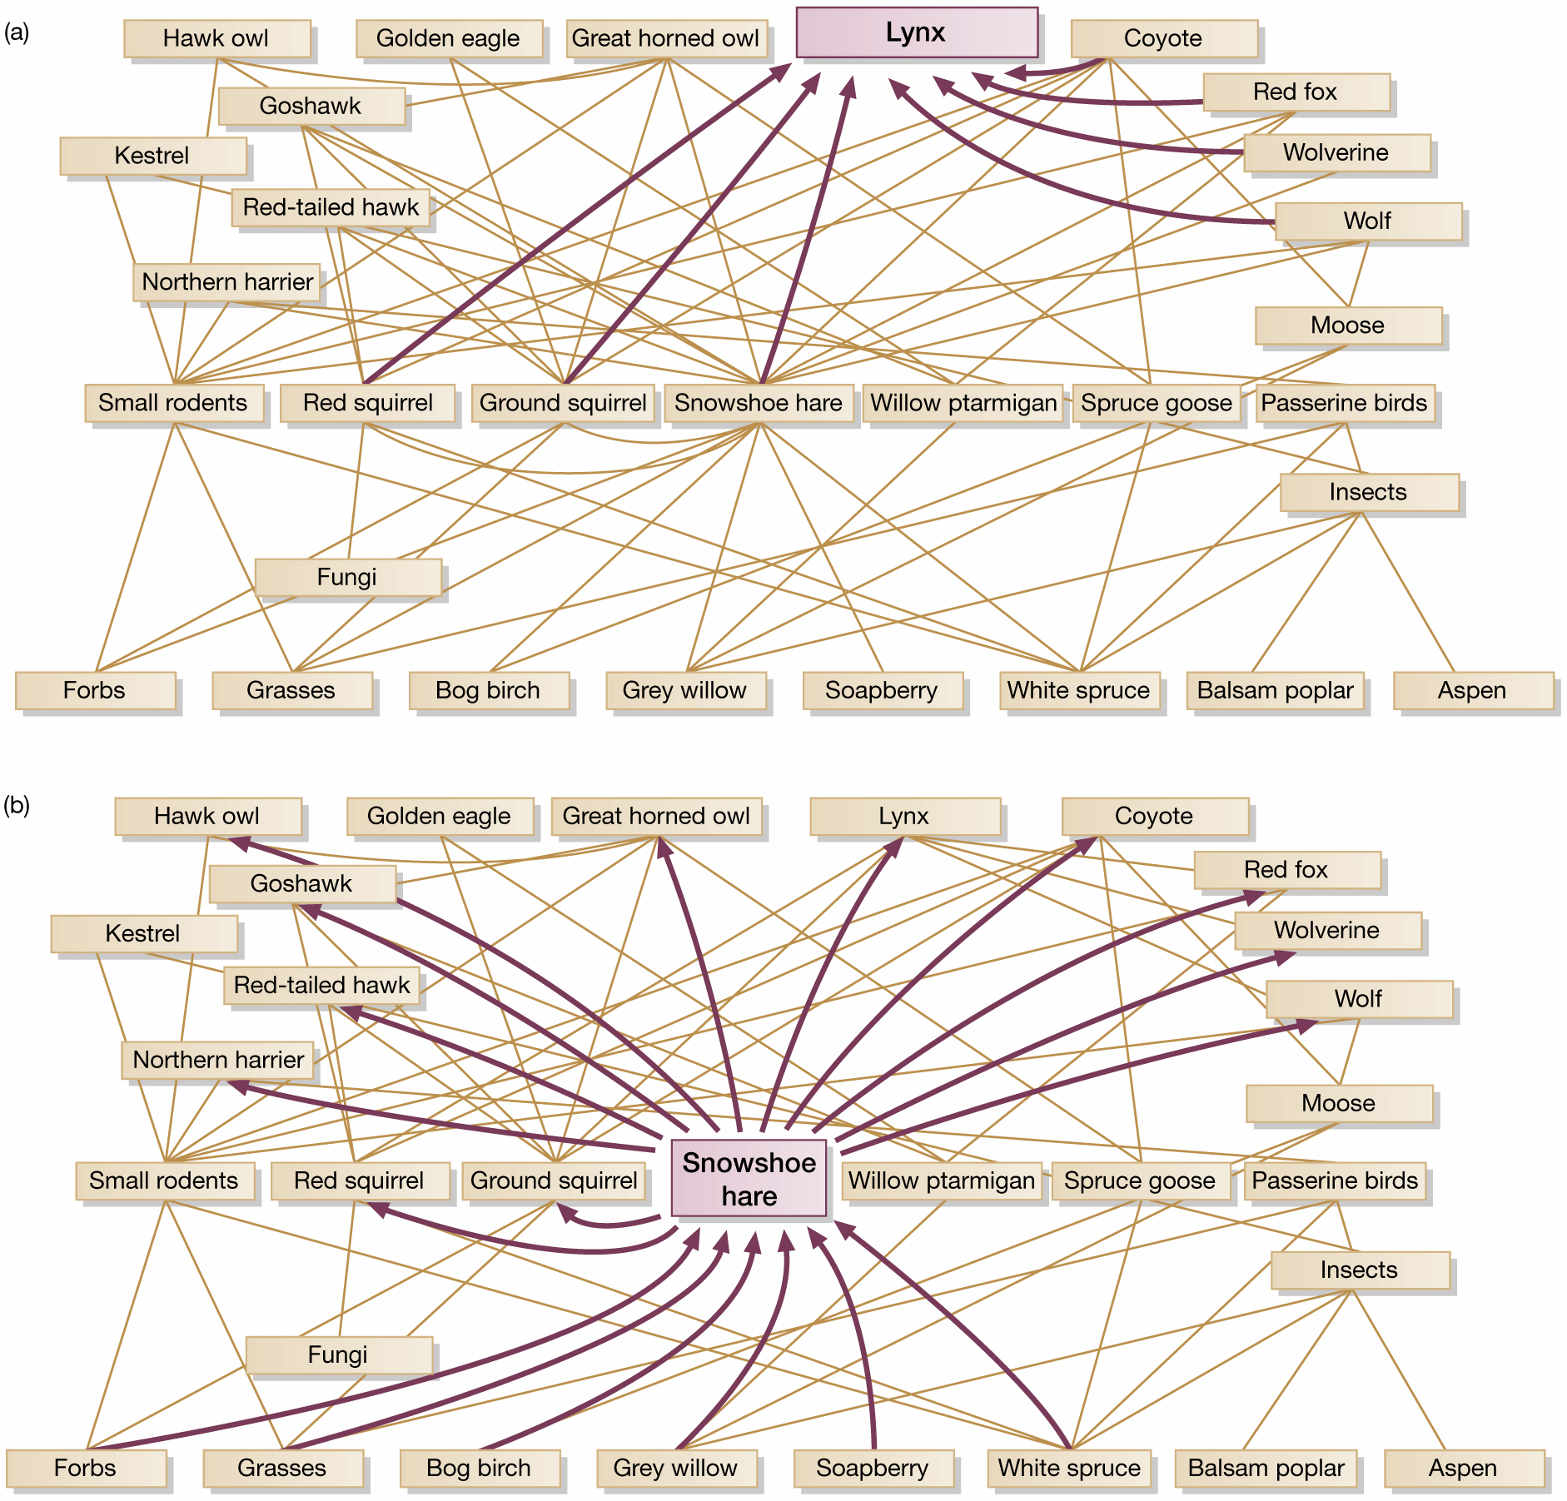 (a)
Hawk owl
Golden eagle
Great horned owl
Lynx
Coyote
Goshawk
Red fox
Kestrel
Wolverine
Red-tailed hawk
Wolf
Northern harrier
Moose
Small rodents
Red squirrel
Ground squirrel
Snowshoe hare
Willow ptarmigan
Spruce goose
Passerine birds
Insects
Fungi
Forbs
Grasses
Bog birch
Grey willow
Soapberry
White spruce
Balsam poplar
Aspen
(b)
Hawk owl
Golden eagle
Great horned owl
Lynx
Coyote
Goshawk
Red fox
Kestrel
Wolverine
Red-tailed hawk
Wolf
Northern harrier
Moose
Small rodents
Red squirrel
Ground squirrel
Snowshoe
hare
Willow ptarmigan
Spruce goose
Passerine birds
Insects
Fungi
Forbs
Grasses
Bog birch
Grey willow
Soapberry
White spruce
Balsam poplar
Aspen